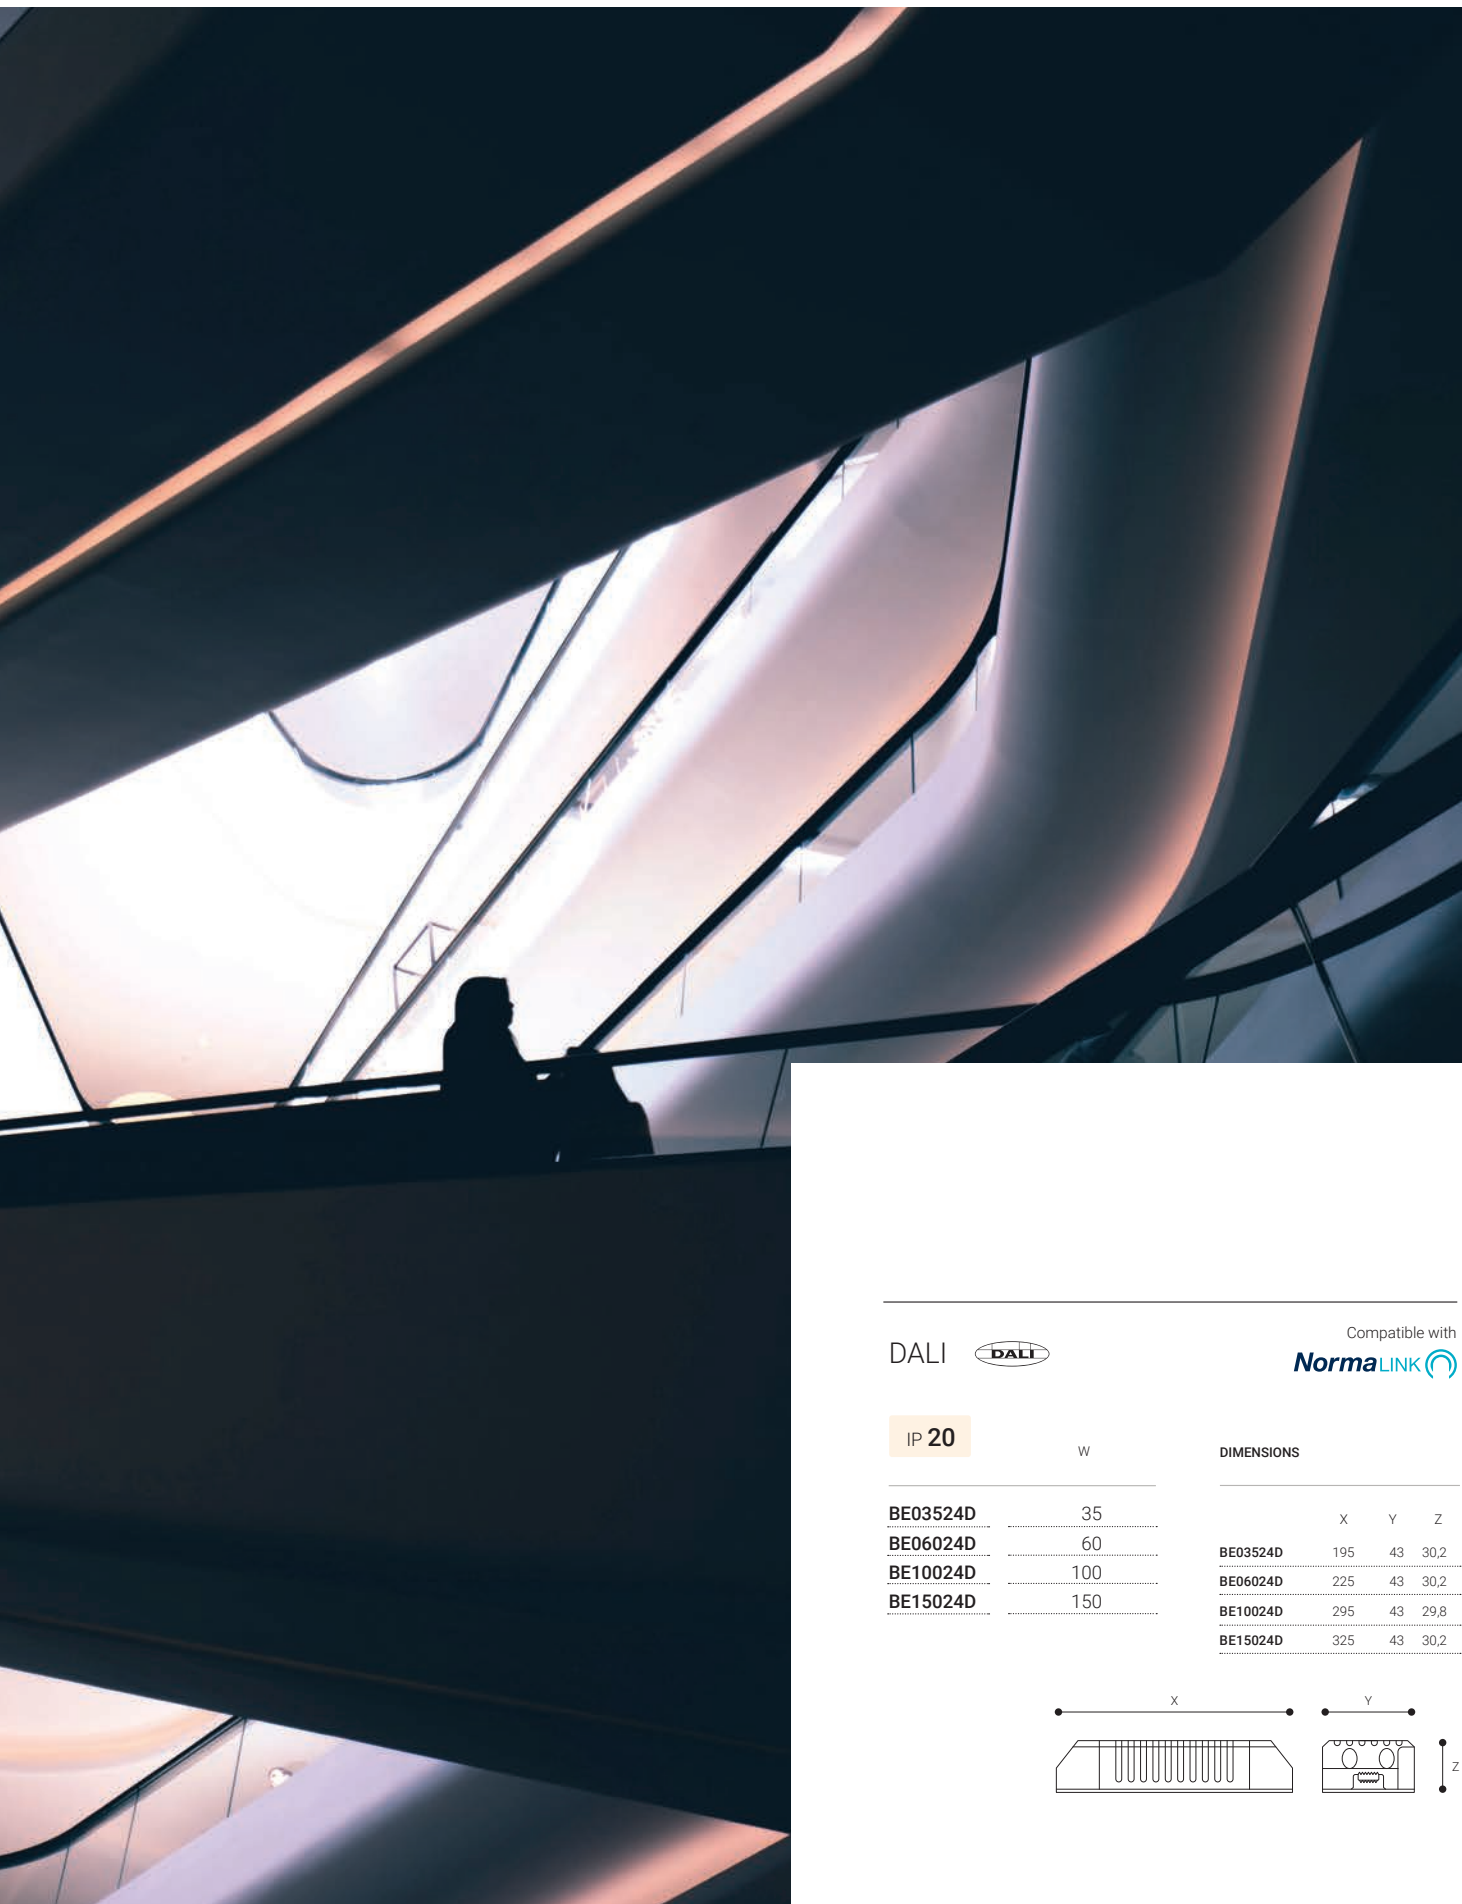 DALI DALI
Compatible with
NormaLINK
IP 20
W
BE03524D 35
BE06024D 60
BE10024D 100
BE15024D 150
DIMENSIONS
X Y Z
BE03524D 195 43 30,2
BE06024D 225 43 30,2
BE10024D 295 43 29,8
BE15024D 325 43 30,2
X Y
Z